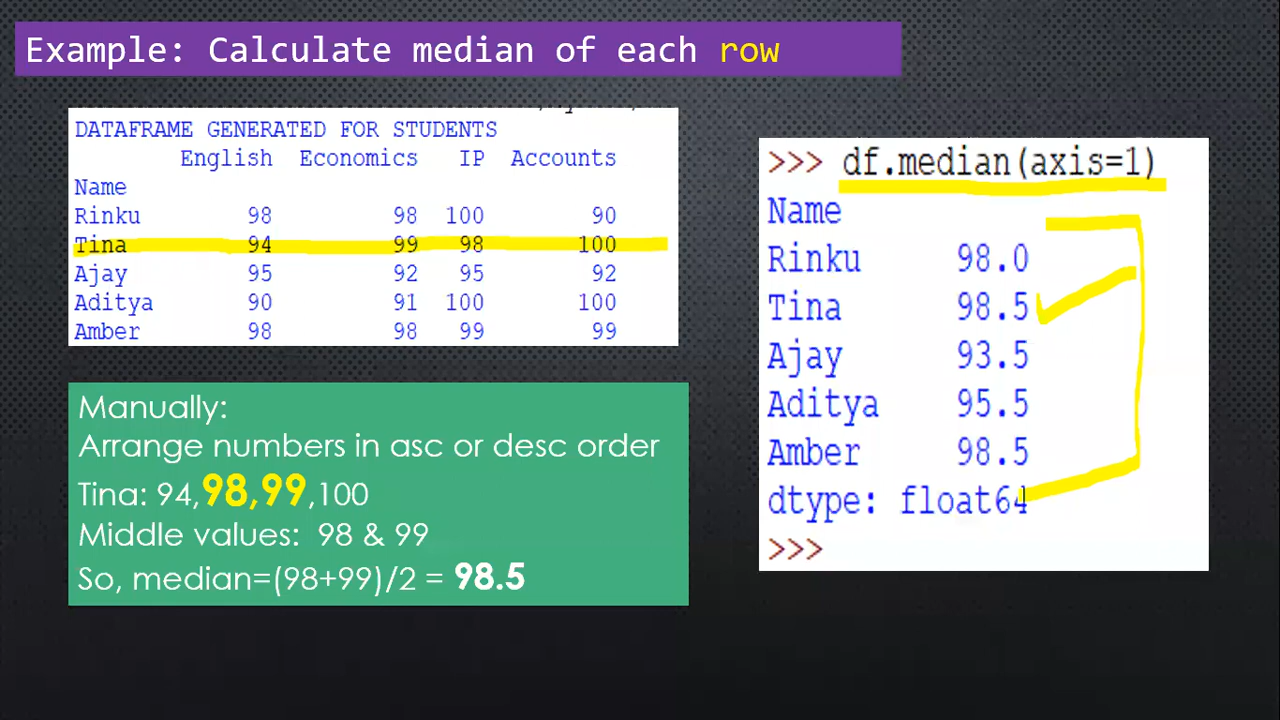 Example: Calculate median of each row
DATAFRAME GENERATED FOR STUDENTS
English Economics IP Accounts
Name
Rinku 98 98 100 90
Tina 94 99 98 100
Ajay 95 92 95 92
Aditya 90 91 100 100
Amber 98 98 99 99
Manually:
Arrange numbers in asc or desc order
Tina: 94,98,99,100
Middle values: 98 & 99
So, median=(98+99)/2 = 98.5
>>> df.median(axis=1)
Name
Rinku 98.0
Tina 98.5
Ajay 93.5
Aditya 95.5
Amber 98.5
dtype: float64
>>>